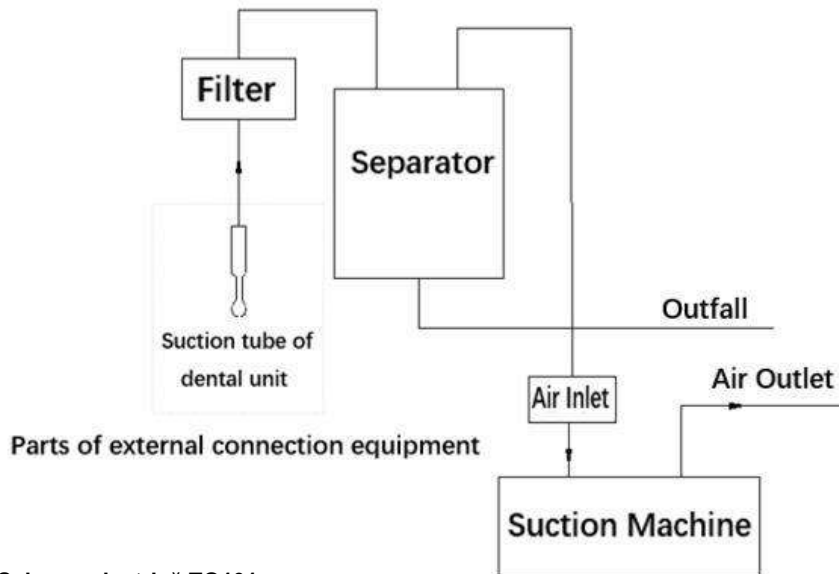 Filter
Separator
Suction tube of
dental unit
Outfall
Air Inlet
Air Outlet
Parts of external connection equipment
Suction Machine